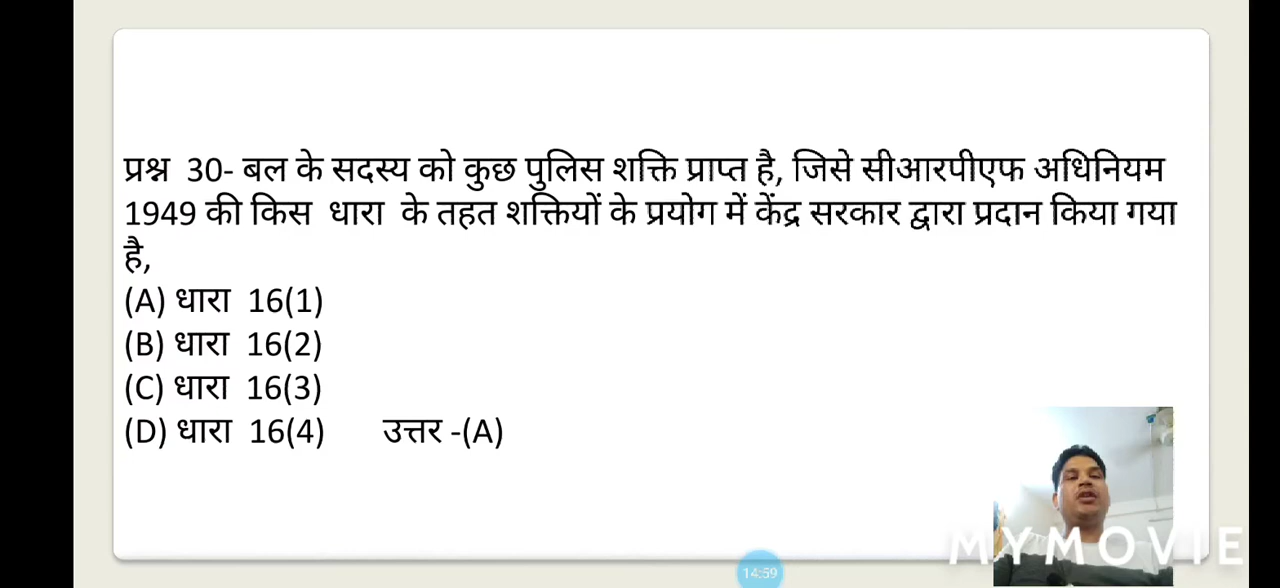 प्रश्न 30- बल के सदस्य को कुछ पुलिस शक्ति प्राप्त है, जिसे सीआरपीएफ अधिनियम
1949 की किस धारा के तहत शक्तियों के प्रयोग में केंद्र सरकार द्वारा प्रदान किया गया
है,
(A) धारा 16(1)
(B) धारा 16(2)
(C) धारा 16(3)
(D) धारा 16(4) उत्तर -(A)
MYMOVIE
14:59